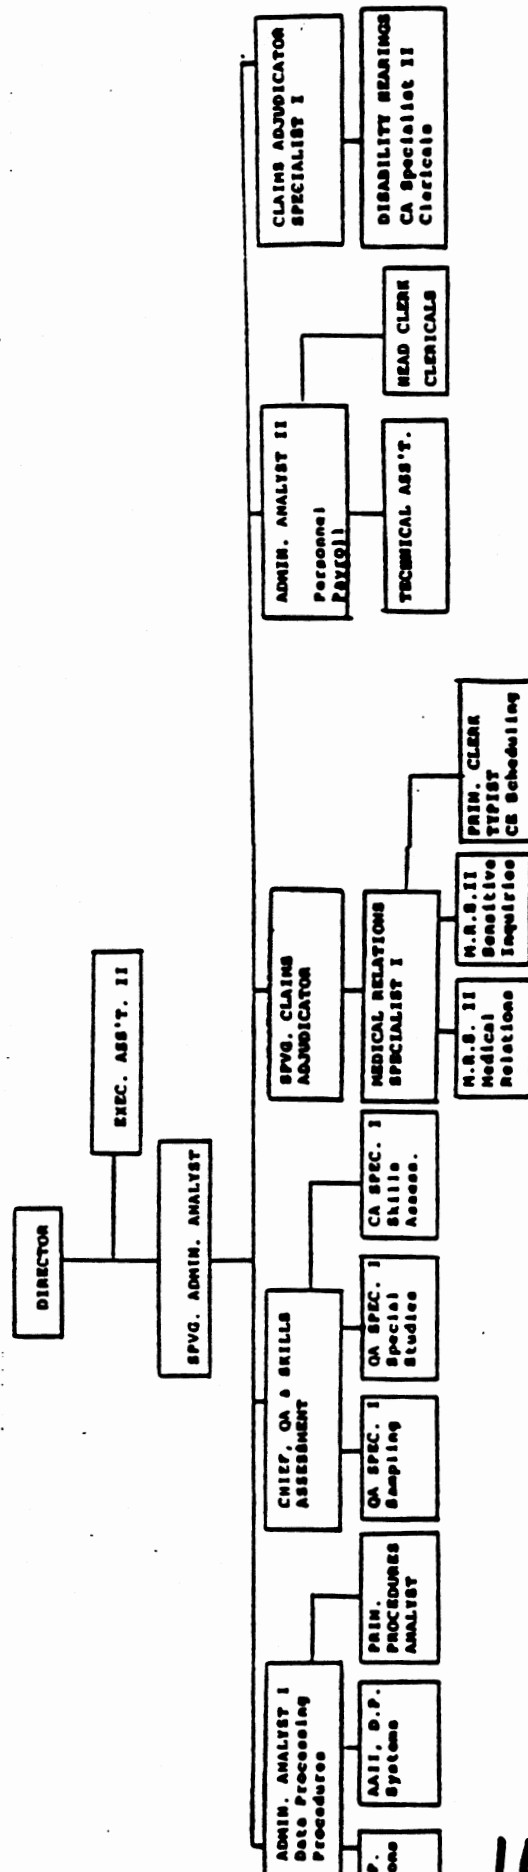 DIRECTOR
EXEC. ASS'T. II
SPVG. ADMIN. ANALYST
ADMIN. ANALYST I
Data Processing
Procedures
CHIEF, QA & SKILLS
ASSESSMENT
SPVG. CLAIMS
ADJUDICATOR
ADMIN. ANALYST II
Personnel
Payroll
CLAIMS ADJUDICATOR
SPECIALIST I
AAII, D.P.
Systems
PRIN.
PROCEDURES
ANALYST
QA SPEC. I
Sampling
QA SPEC. I
Special
Studies
CA SPEC. I
Skills
Assess.
MEDICAL RELATIONS
SPECIALIST I
TECHNICAL ASS'T.
HEAD CLERK
CLERICALS
DISABILITY HEARINGS
CA Specialist II
Clericals
M.R.S. II
Medical
Relations
M.R.S.II
Sensitive
Inquiries
PRIN. CLERK
TYPIST
CE Scheduling